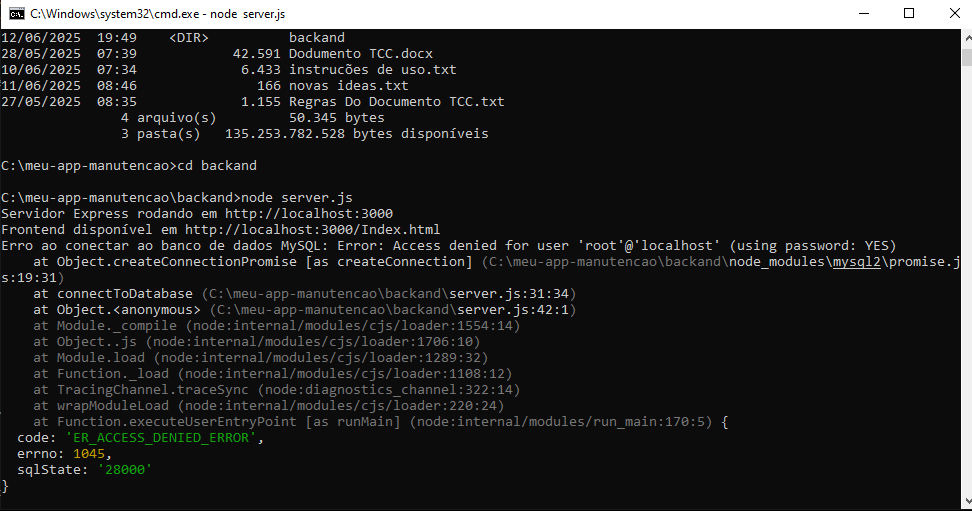 C:\Windows\system32\cmd.exe - node server.js
12/06/2025  19:49    <DIR>          backand
28/05/2025  07:39            42.591 Dodumento TCC.docx
10/06/2025  07:34             6.433 instrucões de uso.txt
11/06/2025  08:46               166 novas ideas.txt
27/05/2025  08:35             1.155 Regras Do Documento TCC.txt
               4 arquivo(s)         50.345 bytes
               3 pasta(s)   135.253.782.528 bytes disponíveis
C:\meu-app-manutencao>cd backand
C:\meu-app-manutencao\backand>node server.js
Servidor Express rodando em http://localhost:3000
Frontend disponível em http://localhost:3000/Index.html
Erro ao conectar ao banco de dados MySQL: Error: Access denied for user 'root'@'localhost' (using password: YES)
    at Object.createConnectionPromise [as createConnection] (C:\meu-app-manutencao\backand\node_modules\mysql2\promise.j
s:19:31)
    at connectToDatabase (C:\meu-app-manutencao\backand\server.js:31:34)
    at Object.<anonymous> (C:\meu-app-manutencao\backand\server.js:42:1)
    at Module._compile (node:internal/modules/cjs/loader:1554:14)
    at Object..js (node:internal/modules/cjs/loader:1706:10)
    at Module.load (node:internal/modules/cjs/loader:1289:32)
    at Function._load (node:internal/modules/cjs/loader:1108:12)
    at TracingChannel.traceSync (node:diagnostics_channel:322:14)
    at wrapModuleLoad (node:internal/modules/cjs/loader:220:24)
    at Function.executeUserEntryPoint [as runMain] (node:internal/modules/run_main:170:5) {
  code: 'ER_ACCESS_DENIED_ERROR',
  errno: 1045,
  sqlState: '28000'
}